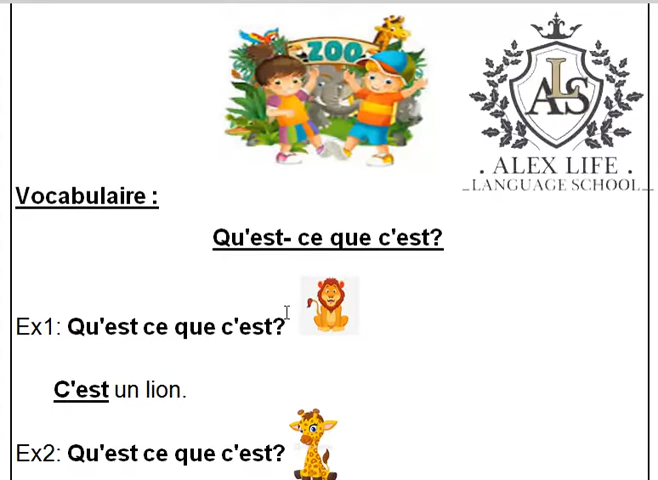 ZOO
ALS
. ALEX LIFE .
LANGUAGE SCHOOL
Vocabulaire :
Qu'est- ce que c'est?
Ex1: Qu'est ce que c'est?
C'est un lion.
Ex2: Qu'est ce que c'est?